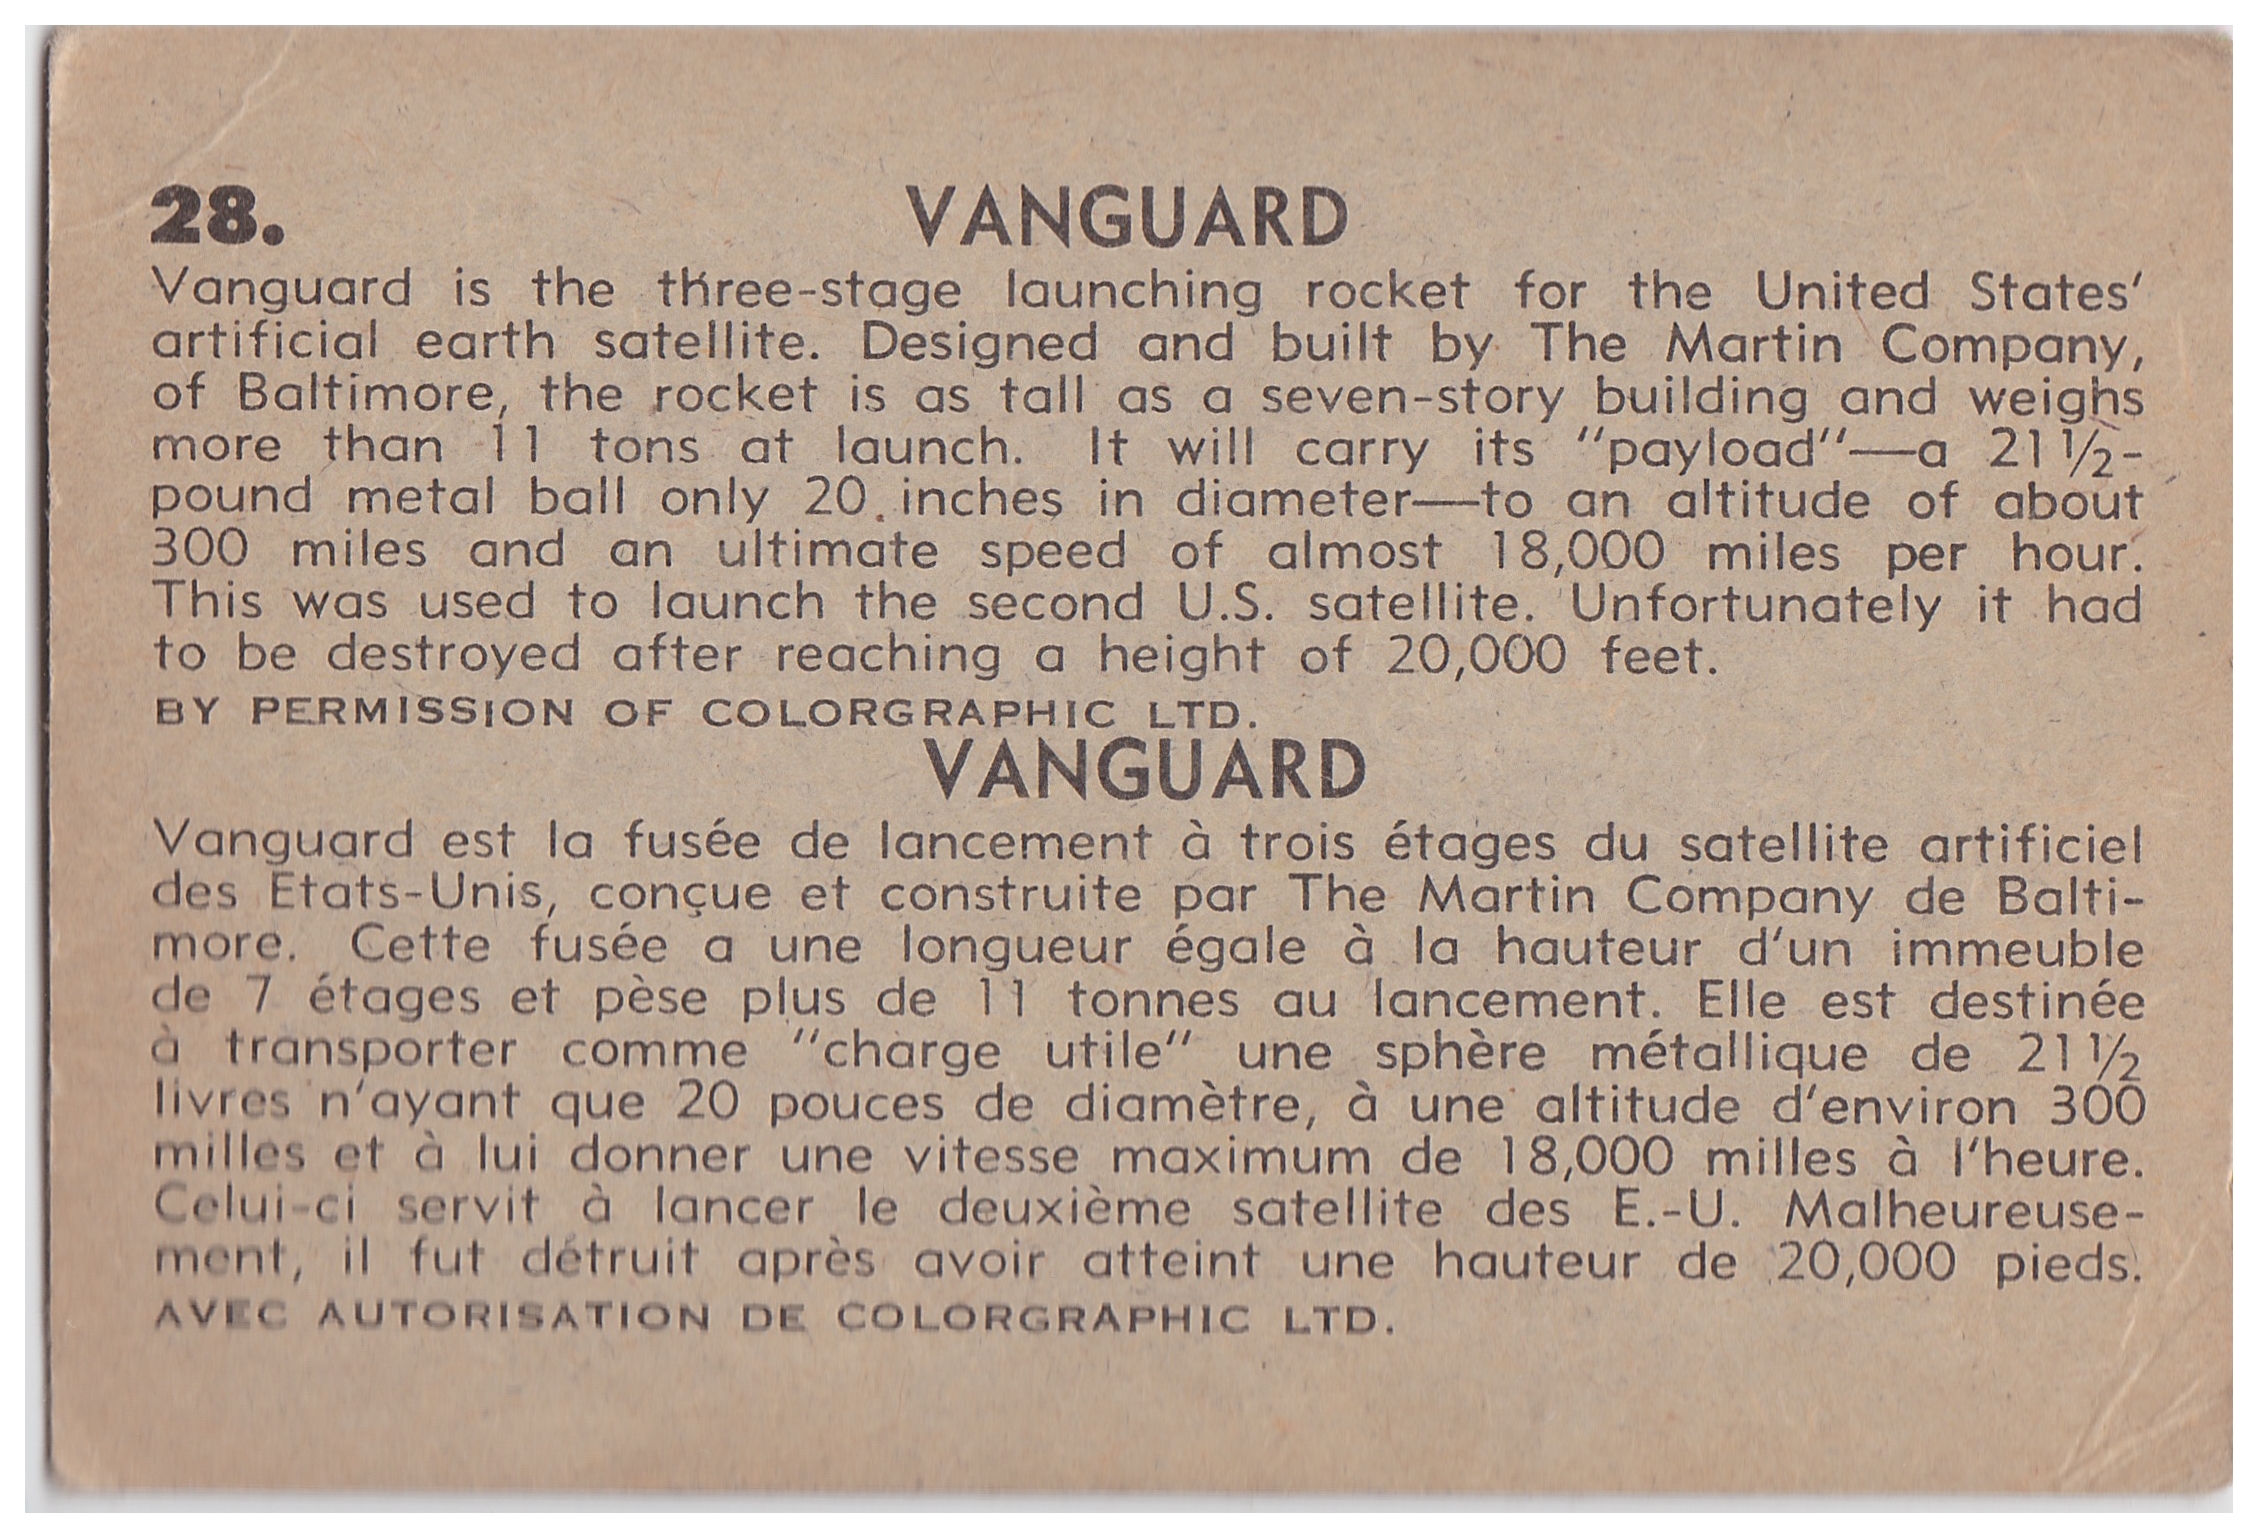 28. VANGUARD
Vanguard is the three-stage launching rocket for the United States'
artificial earth satellite. Designed and built by The Martin Company,
of Baltimore, the rocket is as tall as a seven-story building and weighs
more than 11 tons at launch. It will carry its "payload"—a 21½-
pound metal ball only 20 inches in diameter—to an altitude of about
300 miles and an ultimate speed of almost 18,000 miles per hour.
This was used to launch the second U.S. satellite. Unfortunately it had
to be destroyed after reaching a height of 20,000 feet.
BY PERMISSION OF COLORGRAPHIC LTD.
VANGUARD
Vanguard est la fusée de lancement à trois étages du satellite artificiel
des Etats-Unis, conçue et construite par The Martin Company de Balti-
more. Cette fusée a une longueur égale à la hauteur d'un immeuble
de 7 étages et pèse plus de 11 tonnes au lancement. Elle est destinée
à transporter comme "charge utile" une sphère métallique de 21½
livres n'ayant que 20 pouces de diamètre, à une altitude d'environ 300
milles et à lui donner une vitesse maximum de 18,000 milles à l'heure.
Celui-ci servit à lancer le deuxième satellite des E.-U. Malheureuse-
ment, il fut détruit après avoir atteint une hauteur de 20,000 pieds.
AVEC AUTORISATION DE COLORGRAPHIC LTD.